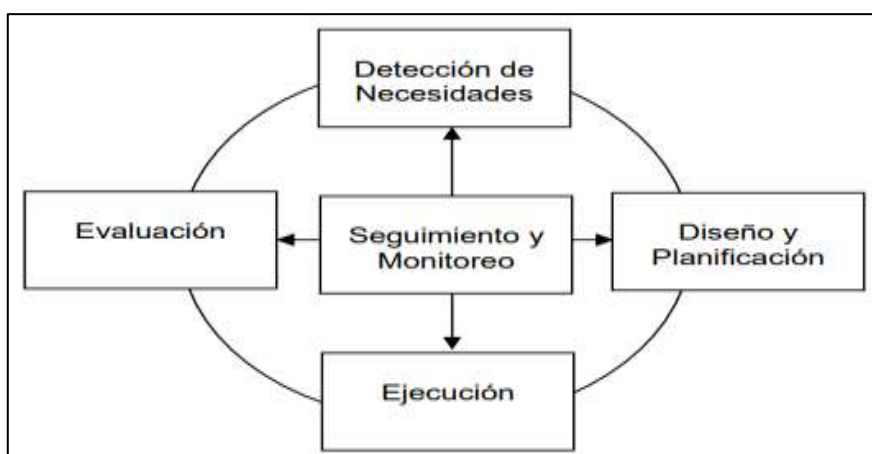 Detección de
Necesidades
Evaluación
Seguimiento y
Monitoreo
Diseño y
Planificación
Ejecución